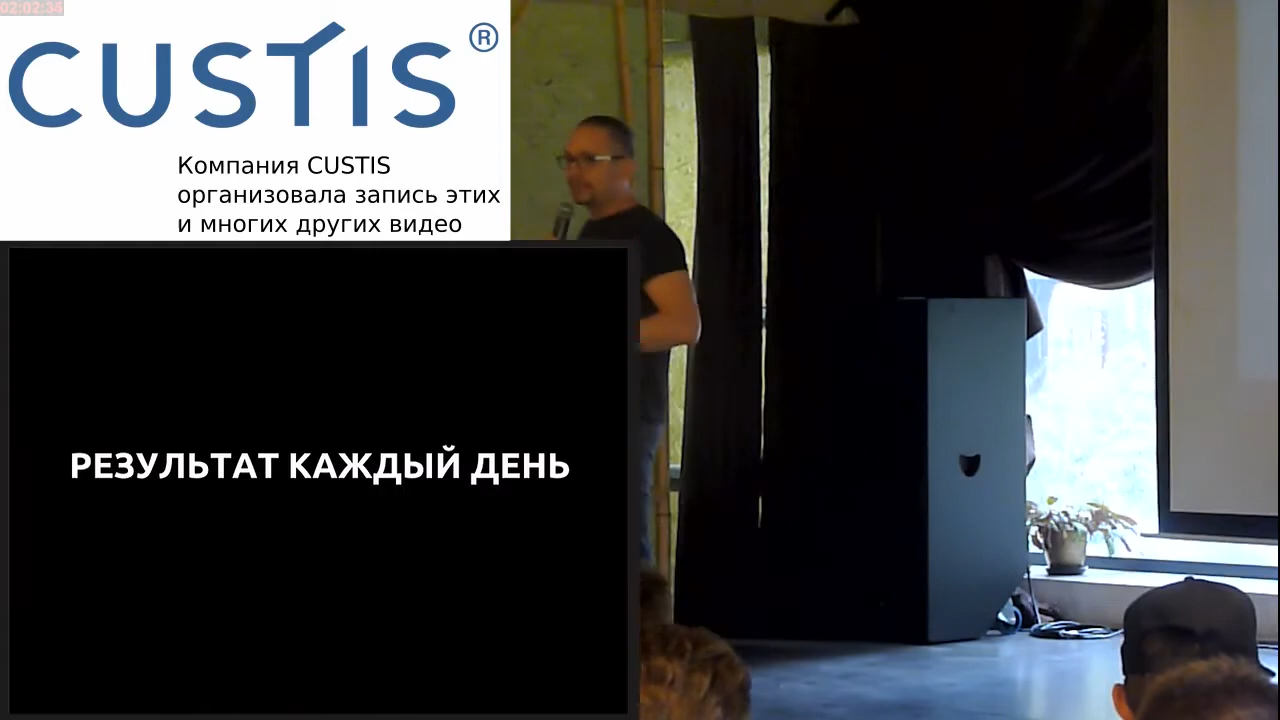 02:02:35
CUSTIS®
Компания CUSTIS
организовала запись этих
и многих других видео
РЕЗУЛЬТАТ КАЖДЫЙ ДЕНЬ